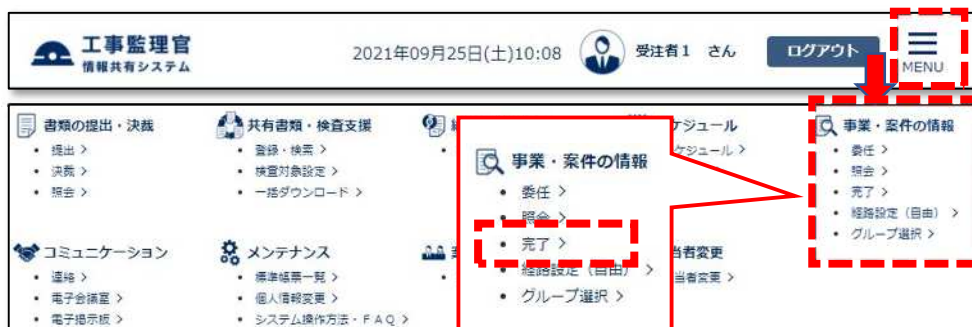 工事監理官
情報共有システム
2021年09月25日(土)10:08
受注者1 さん
ログアウト
MENU
書類の提出・決裁
・ 提出 >
・ 決裁 >
・ 照会 >
共有書類・検査支援
・ 登録・検索 >
・ 検査対象設定 >
・ 一括ダウンロード >
ケジュール
ケジュール >
事業・案件の情報
・ 委任 >
・ 照会 >
・ 完了 >
・ 経路設定（自由） >
・ グループ選択 >
事業・案件の情報
・ 委任 >
・ 照会 >
・ 完了 >
・ 経路設定（自由） >
・ グループ選択 >
コミュニケーション
・ 連絡 >
・ 電子会議室 >
・ 電子掲示板 >
メンテナンス
・ 標準帳票一覧 >
・ 個人情報変更 >
・ システム操作方法・FAQ >
当者変更
当者変更 >